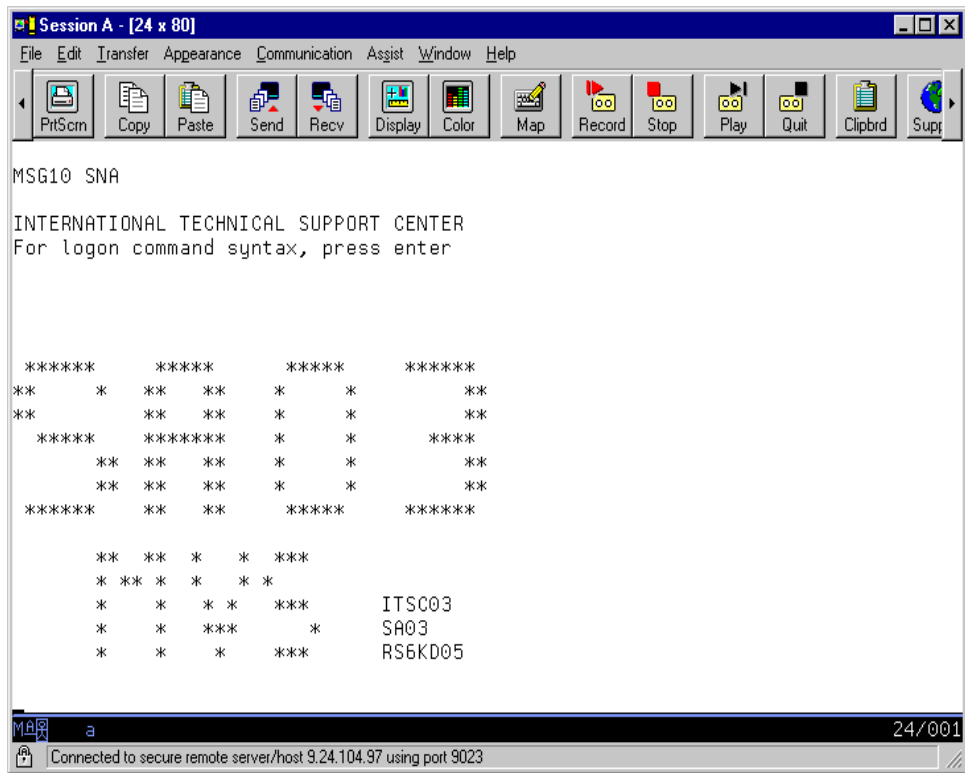 Session A - [24 x 80]
File Edit Transfer Appearance Communication Assist Window Help
PrtScrn Copy Paste Send Recv Display Color Map Record Stop Play Quit Clipbrd Supp
MSG10 SNA
INTERNATIONAL TECHNICAL SUPPORT CENTER
For logon command syntax, press enter
 ******     *****      *****     ******
**     *   **   **    *     *         **
**         **   **    *     *         **
  *****    *******    *     *      ****
       **  **   **    *     *         **
       **  **   **    *     *         **
 ******    **   **     *****     ******
       **  **  *   *  ***
       * ** *  *   * *
       *    *   * *   ***      ITSC03
       *    *   ***      *     SA03
       *    *    *    ***      RS6KD05
MA a 24/001
Connected to secure remote server/host 9.24.104.97 using port 9023